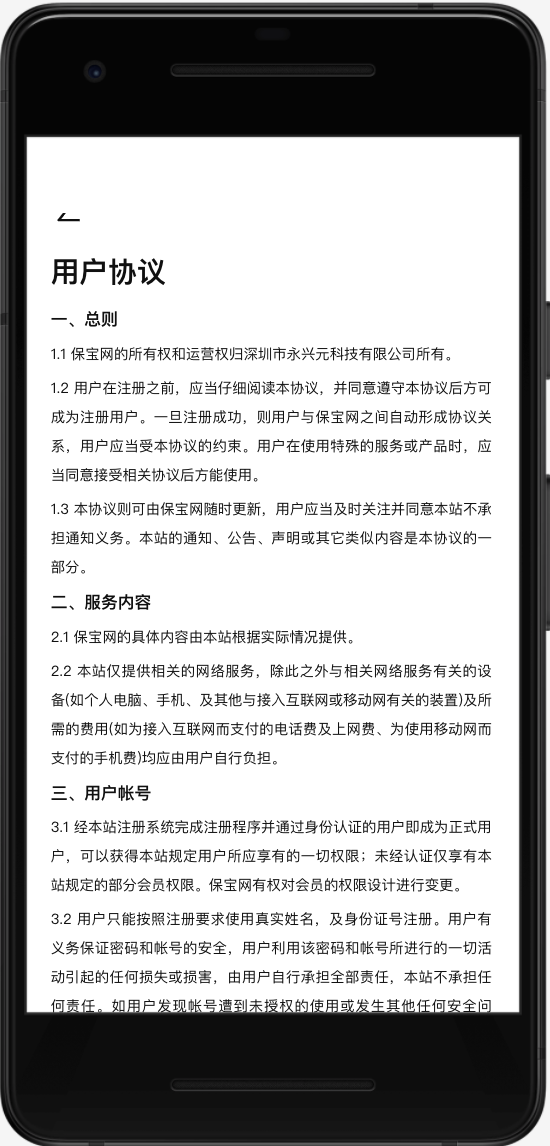 用户协议
一、总则
1.1 保宝网的所有权和运营权归深圳市永兴元科技有限公司所有。
1.2 用户在注册之前，应当仔细阅读本协议，并同意遵守本协议后方可
成为注册用户。一旦注册成功，则用户与保宝网之间自动形成协议关
系，用户应当受本协议的约束。用户在使用特殊的服务或产品时，应
当同意接受相关协议后方能使用。
1.3 本协议则可由保宝网随时更新，用户应当及时关注并同意本站不承
担通知义务。本站的通知、公告、声明或其它类似内容是本协议的一
部分。
二、服务内容
2.1 保宝网的具体内容由本站根据实际情况提供。
2.2 本站仅提供相关的网络服务，除此之外与相关网络服务有关的设
备(如个人电脑、手机、及其他与接入互联网或移动网有关的装置)及所
需的费用(如为接入互联网而支付的电话费及上网费、为使用移动网而
支付的手机费)均应由用户自行负担。
三、用户帐号
3.1 经本站注册系统完成注册程序并通过身份认证的用户即成为正式用
户，可以获得本站规定用户所应享有的一切权限；未经认证仅享有本
站规定的部分会员权限。保宝网有权对会员的权限设计进行变更。
3.2 用户只能按照注册要求使用真实姓名，及身份证号注册。用户有
义务保证密码和帐号的安全，用户利用该密码和帐号所进行的一切活
动引起的任何损失或损害，由用户自行承担全部责任，本站不承担任
何责任。如用户发现帐号遭到未授权的使用或发生其他任何安全问